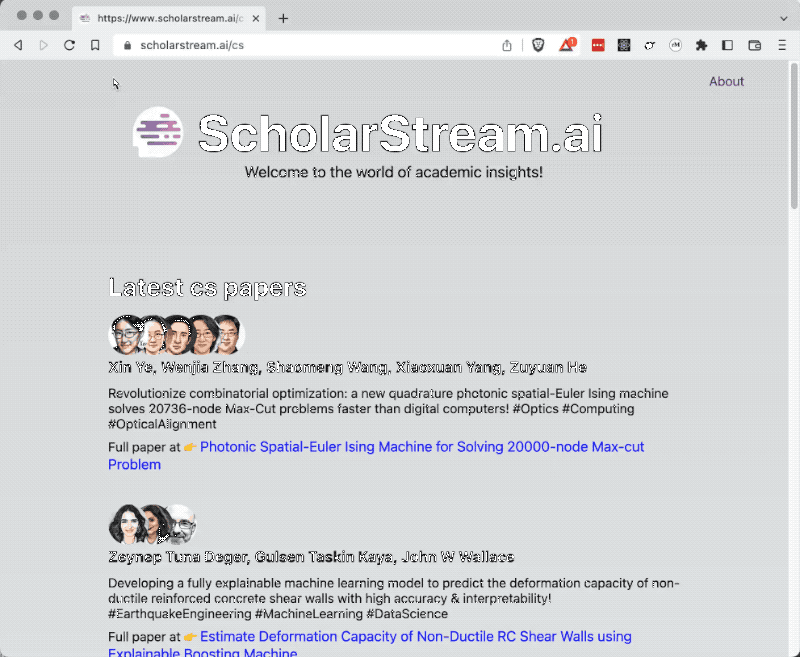 https://www.scholarstream.ai/c
scholarstream.ai/cs
About
ScholarStream.ai
Welcome to the world of academic insights!
Latest cs papers
Xin Ye, Wenjia Zhang, Shaomeng Wang, Xiaoxuan Yang, Zuyuan He
Revolutionize combinatorial optimization: a new quadrature photonic spatial-Euler Ising machine
solves 20736-node Max-Cut problems faster than digital computers! #Optics #Computing
#OpticalAlignment
Full paper at 👉 Photonic Spatial-Euler Ising Machine for Solving 20000-node Max-cut
Problem
Zeynep Tuna Deger, Gulsen Taskin Kaya, John W Wallace
Developing a fully explainable machine learning model to predict the deformation capacity of non-
ductile reinforced concrete shear walls with high accuracy & interpretability!
#EarthquakeEngineering #MachineLearning #DataScience
Full paper at 👉 Estimate Deformation Capacity of Non-Ductile RC Shear Walls using
Explainable Boosting Machine